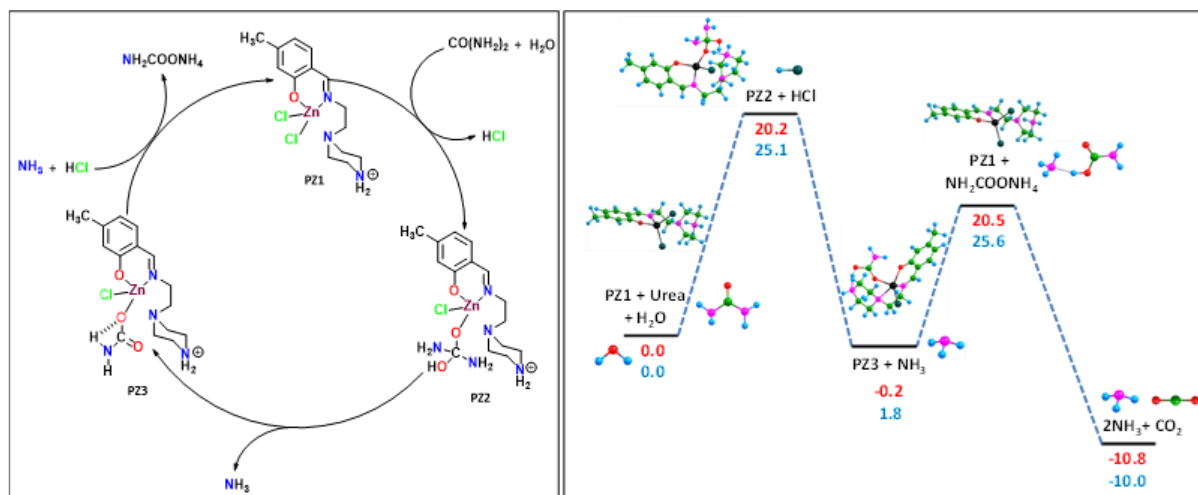 NH2COONH4
H3C
CO(NH2)2 + H2O
O
N
Zn
Cl
Cl
N
N
H2
⊕
PZ1
HCl
NH3 + HCl
H3C
O
N
Cl
Zn
O
N
H
C
O
N
H
N
H2
⊕
PZ3
H3C
O
N
Cl
Zn
O
N
H2N
C
HO
NH2
N
H2
PZ2
NH3
PZ2 + HCl
20.2
25.1
PZ1 +
NH2COONH4
20.5
25.6
PZ1 + Urea
+ H2O
0.0
0.0
PZ3 + NH3
-0.2
1.8
2NH3+ CO2
-10.8
-10.0